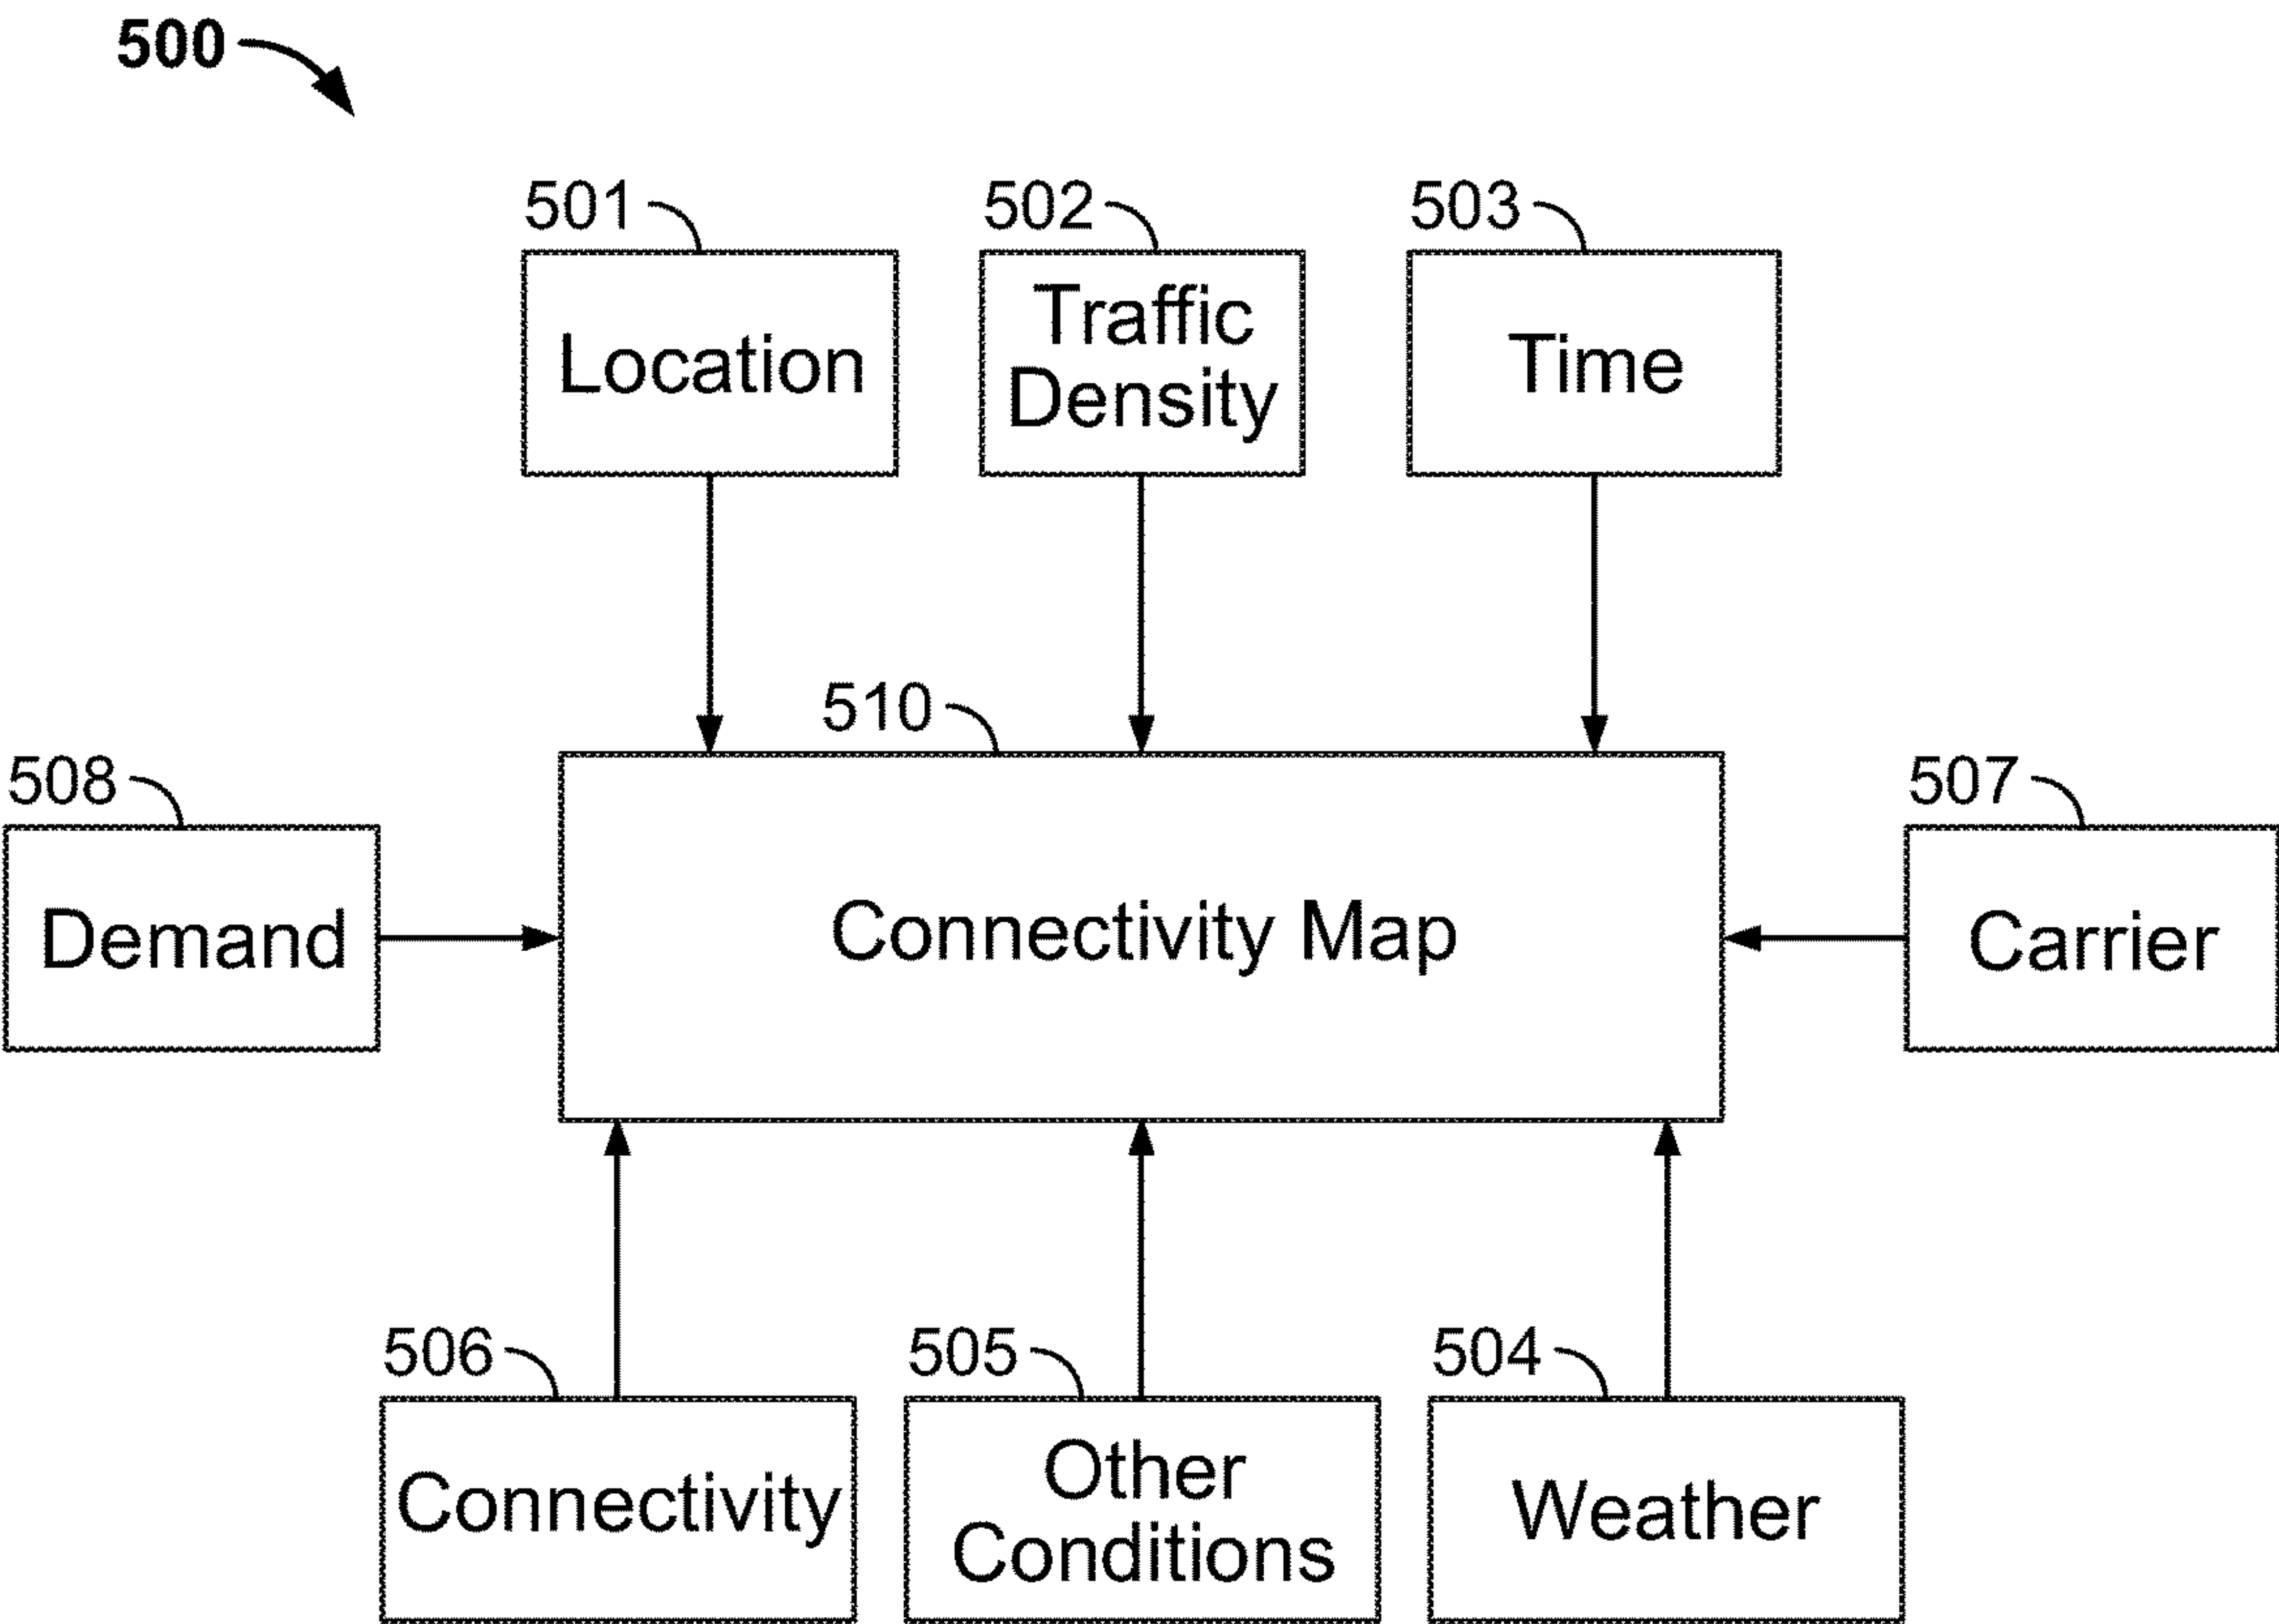 500
501
502
503
Location
Traffic
Density
Time
510
508
507
Demand
Connectivity Map
Carrier
506
505
504
Connectivity
Other
Conditions
Weather